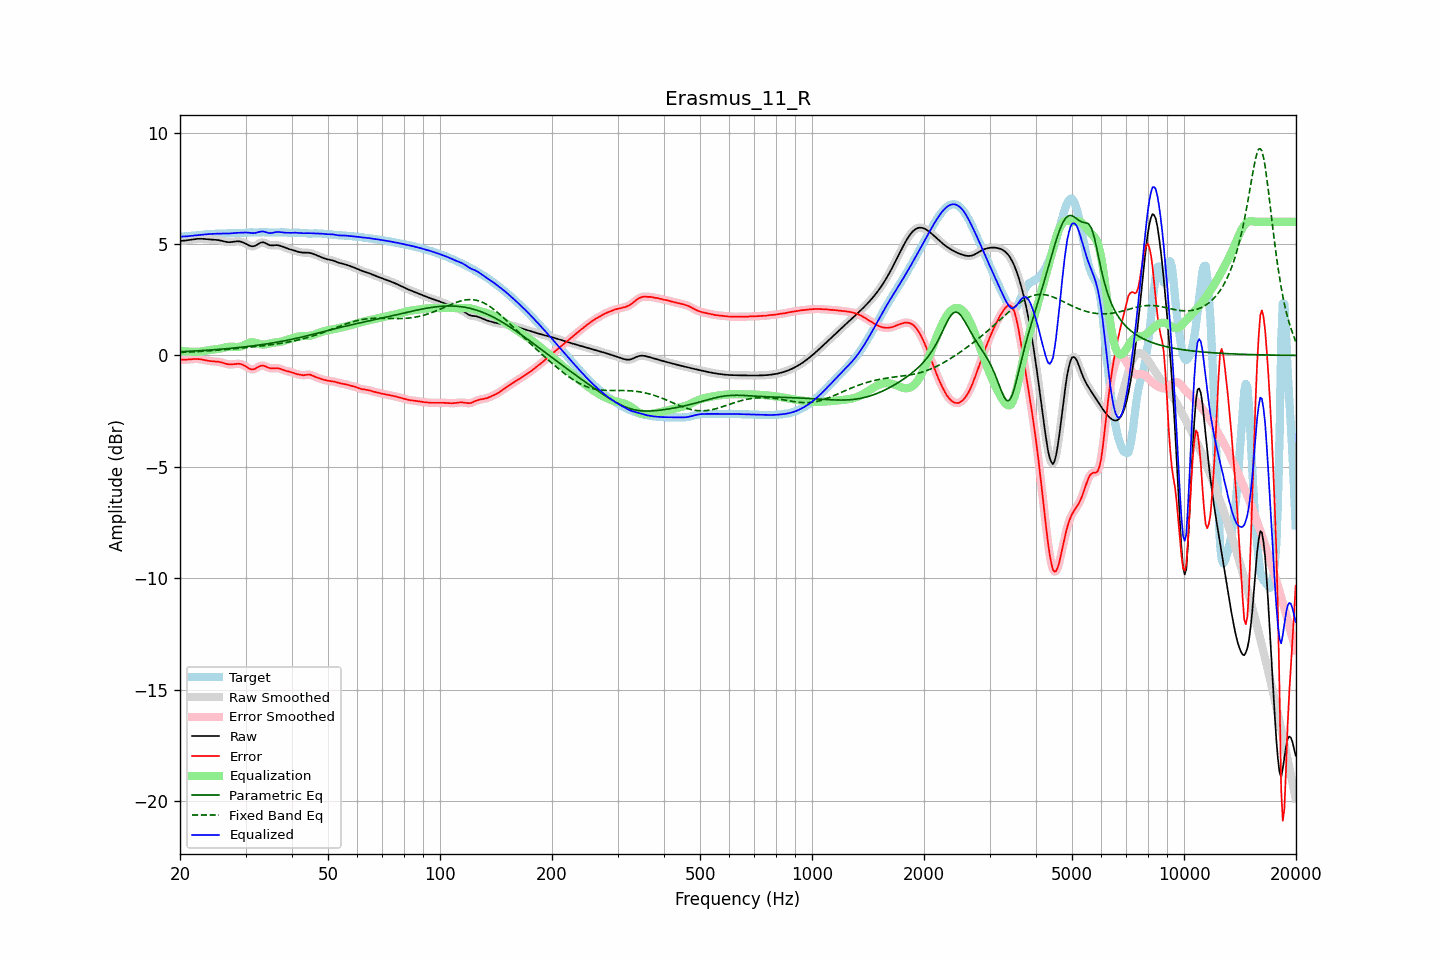 Erasmus_11_R
Amplitude (dBr)
10
5
0
−5
−10
−15
−20
Target
Raw Smoothed
Error Smoothed
Raw
Error
Equalization
Parametric Eq
Fixed Band Eq
Equalized
20 50 100 200 500 1000 2000 5000 10000 20000
Frequency (Hz)